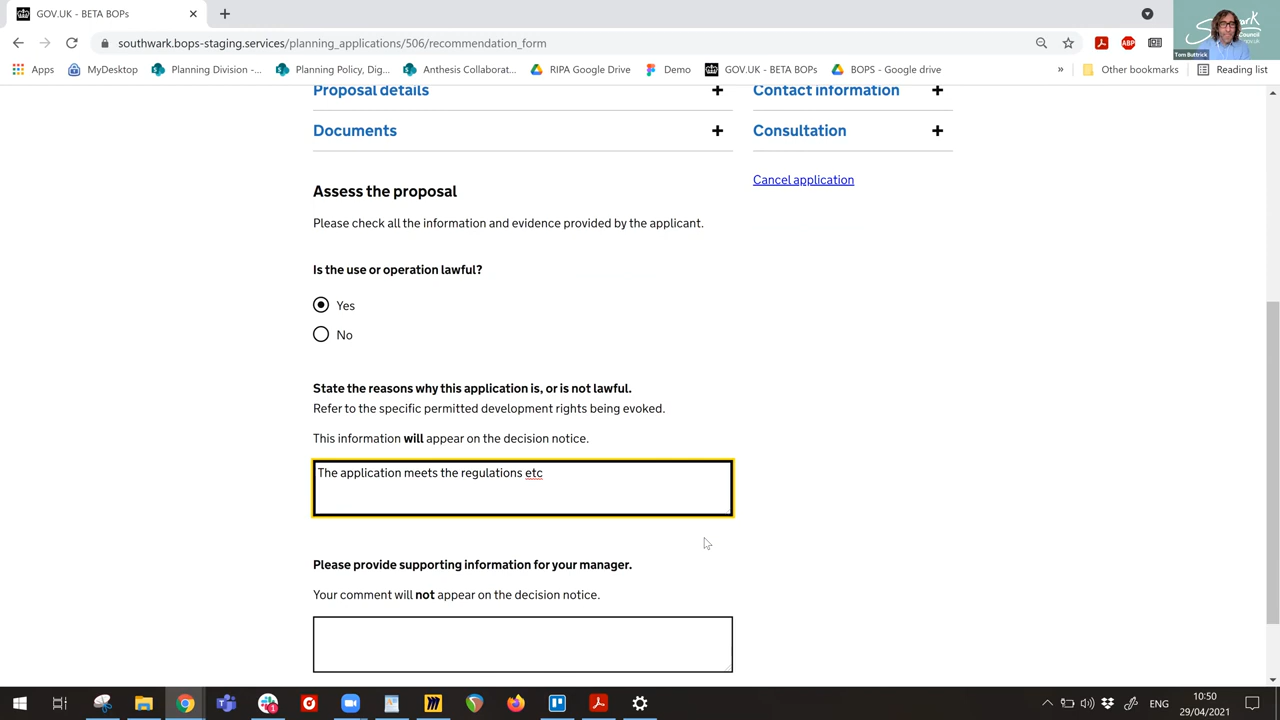 GOV.UK - BETA BOPs
southwark.bops-staging.services/planning_applications/506/recommendation_form
Southwark
Council
Tom Buttrick
Apps
MyDesktop
Planning Division -...
Planning Policy, Dig...
Anthesis Collaborat...
RIPA Google Drive
Demo
GOV.UK - BETA BOPs
BOPS - Google drive
»
Other bookmarks
Reading list
Proposal details
Contact information
Documents
Consultation
Cancel application
Assess the proposal
Please check all the information and evidence provided by the applicant.
Is the use or operation lawful?
Yes
No
State the reasons why this application is, or is not lawful.
Refer to the specific permitted development rights being evoked.
This information will appear on the decision notice.
The application meets the regulations etc
Please provide supporting information for your manager.
Your comment will not appear on the decision notice.
ENG
10:50
29/04/2021